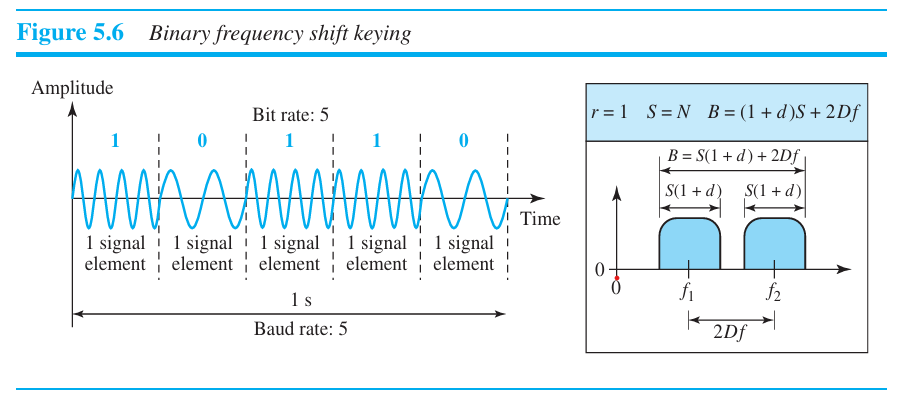 Figure 5.6 Binary frequency shift keying
Amplitude
Bit rate: 5
1 0 1 1 0
Time
1 signal element
1 signal element
1 signal element
1 signal element
1 signal element
1 s
Baud rate: 5
r = 1 S = N B = (1 + d)S + 2Df
B = S(1 + d) + 2Df
S(1 + d) S(1 + d)
0
0
f₁ f₂
2Df